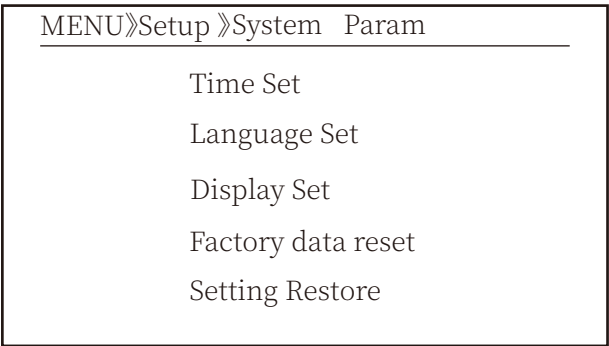 MENU》Setup 》System Param
Time Set
Language Set
Display Set
Factory data reset
Setting Restore